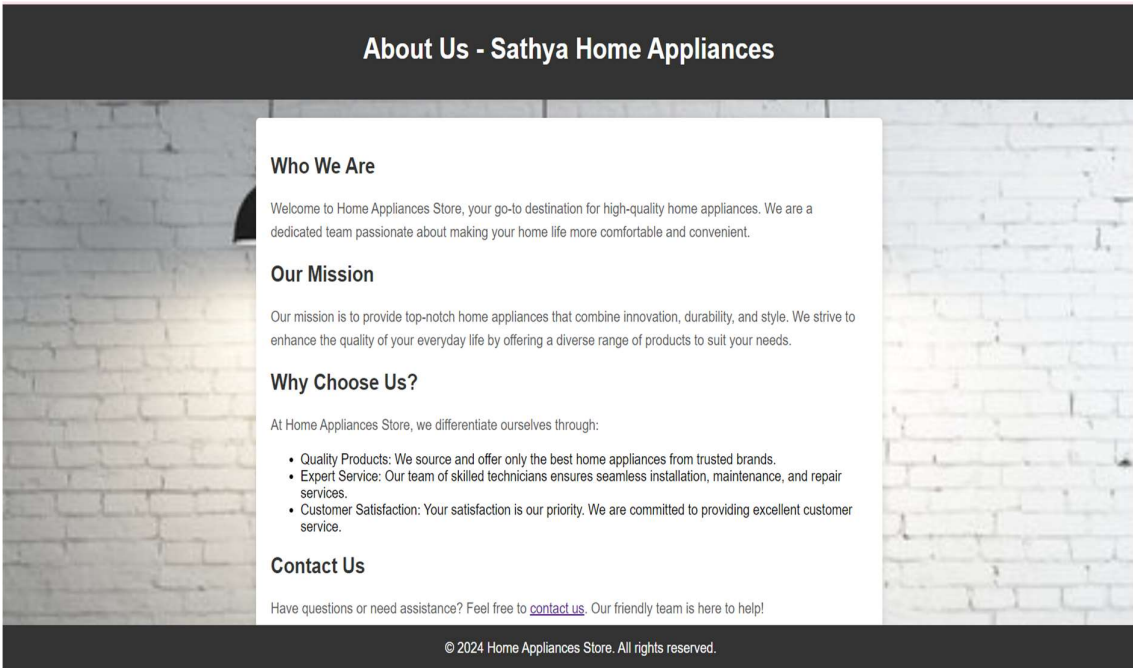 About Us - Sathya Home Appliances
Who We Are
Welcome to Home Appliances Store, your go-to destination for high-quality home appliances. We are a
dedicated team passionate about making your home life more comfortable and convenient.
Our Mission
Our mission is to provide top-notch home appliances that combine innovation, durability, and style. We strive to
enhance the quality of your everyday life by offering a diverse range of products to suit your needs.
Why Choose Us?
At Home Appliances Store, we differentiate ourselves through:
• Quality Products: We source and offer only the best home appliances from trusted brands.
• Expert Service: Our team of skilled technicians ensures seamless installation, maintenance, and repair
services.
• Customer Satisfaction: Your satisfaction is our priority. We are committed to providing excellent customer
service.
Contact Us
Have questions or need assistance? Feel free to contact us. Our friendly team is here to help!
© 2024 Home Appliances Store. All rights reserved.